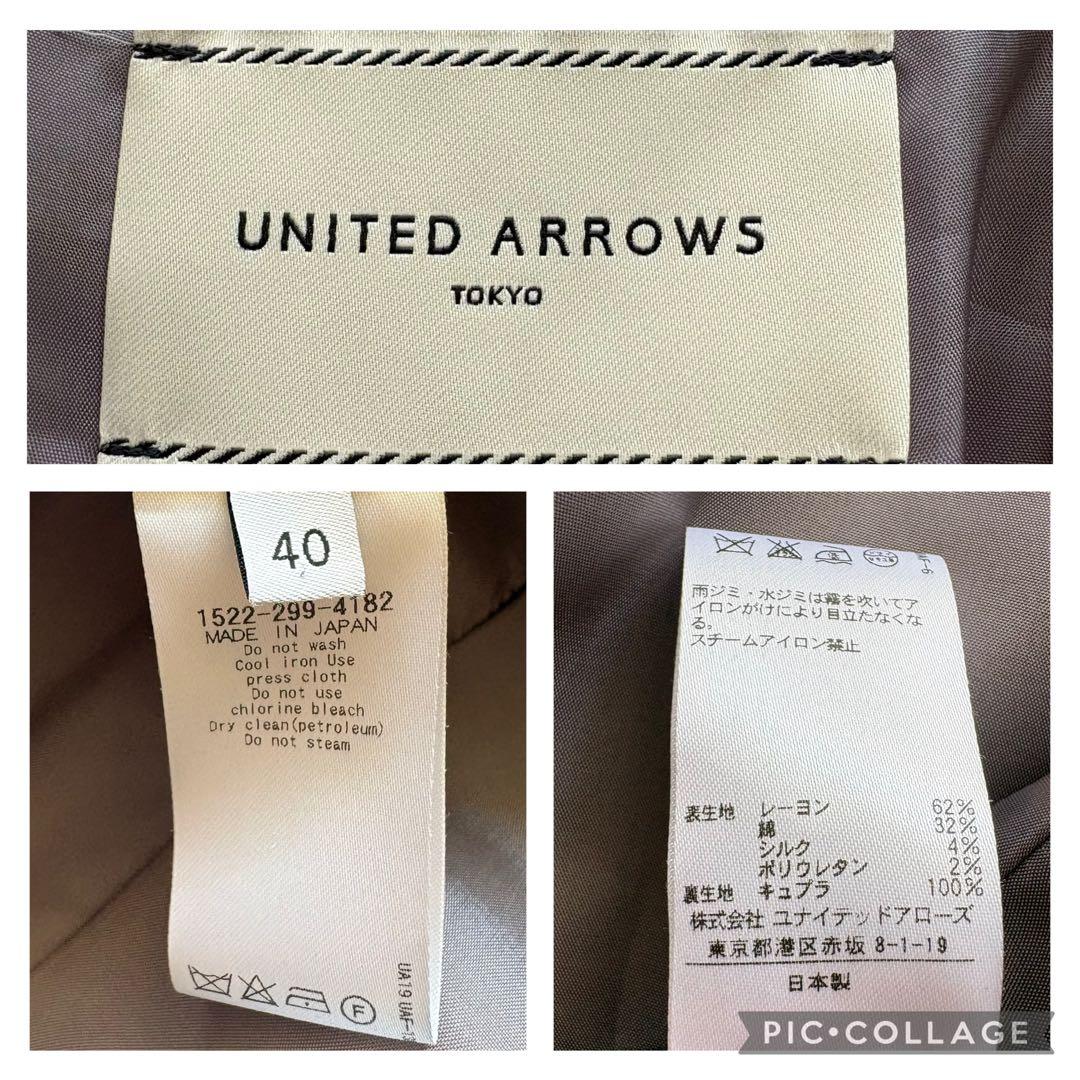 UNITED ARROWS
TOKYO
40
1522-299-4182
MADE IN JAPAN
Do not wash
Cool iron Use
press cloth
Do not use
chlorine bleach
Dry clean(petroleum)
Do not steam
F
UA19 UAF-13
雨ジミ・水ジミは霧を吹いてア
イロンがけにより目立たなくな
る。
スチームアイロン禁止
表生地 レーヨン 62%
綿 32%
シルク 4%
ポリウレタン 2%
裏生地 キュプラ 100%
株式会社 ユナイテッドアローズ
東京都港区赤坂 8-1-19
日本製
PIC•COLLAGE